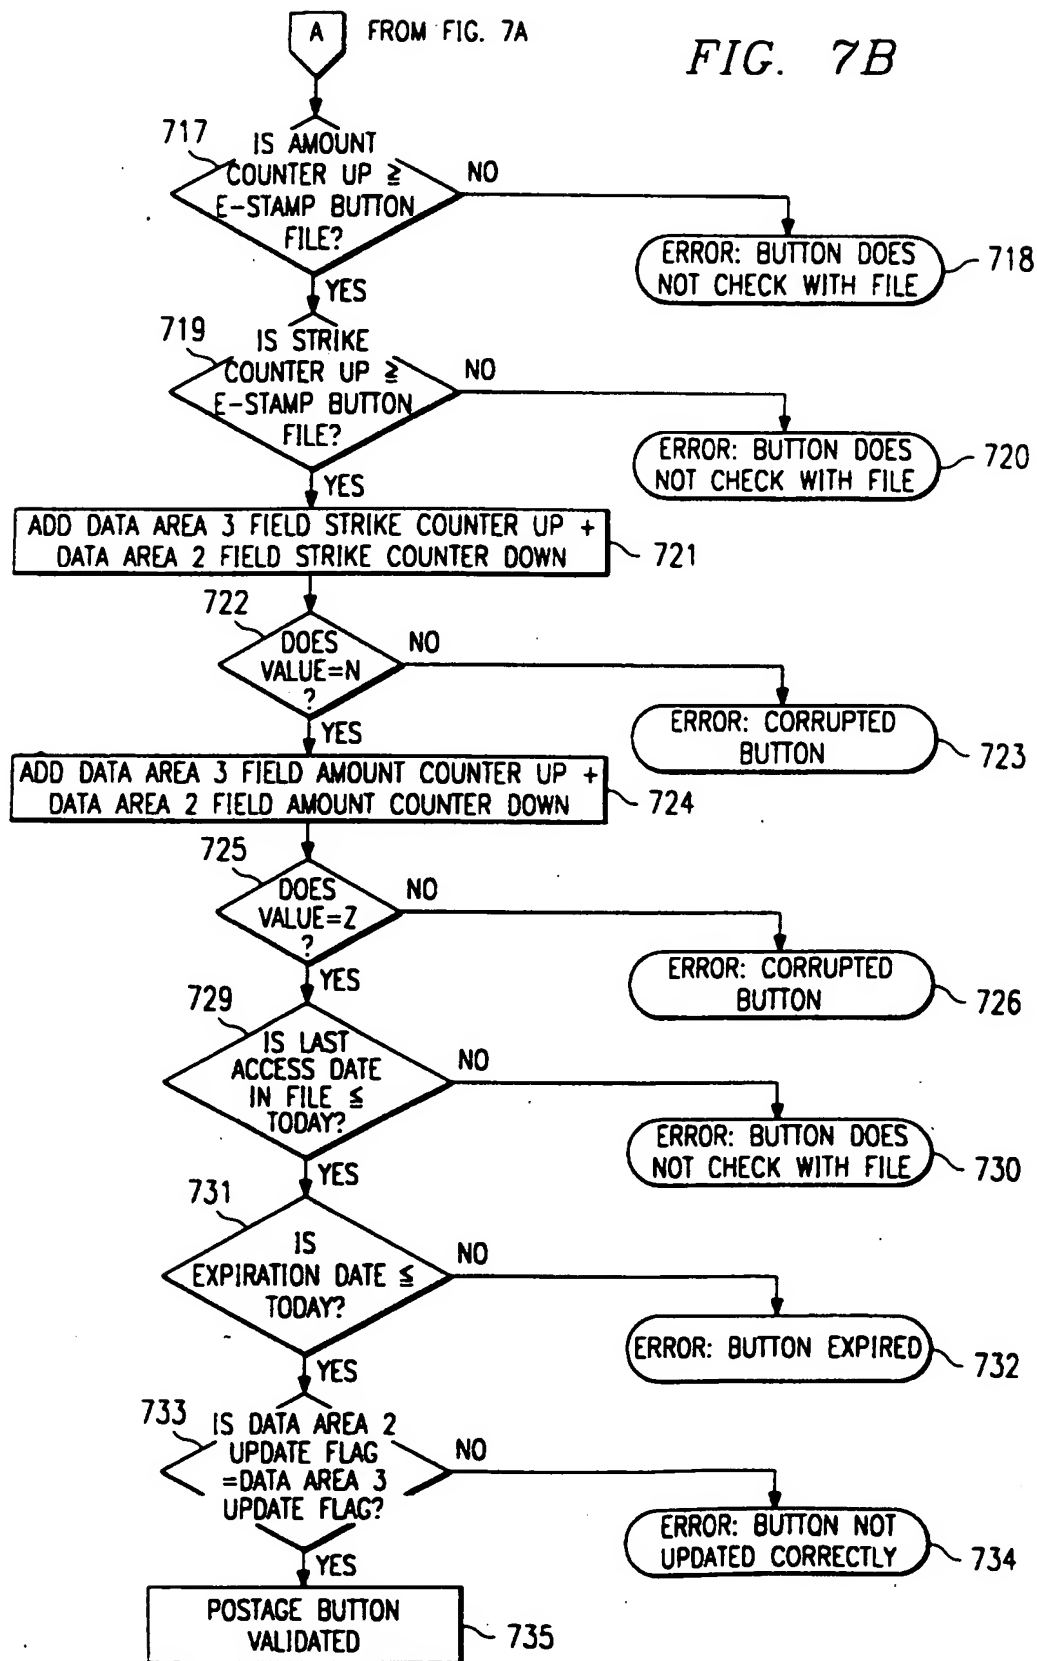 A FROM FIG. 7A
FIG. 7B
717
IS AMOUNT
COUNTER UP ≧
E-STAMP BUTTON
FILE?
NO
YES
ERROR: BUTTON DOES
NOT CHECK WITH FILE
718
719
IS STRIKE
COUNTER UP ≧
E-STAMP BUTTON
FILE?
NO
YES
ERROR: BUTTON DOES
NOT CHECK WITH FILE
720
ADD DATA AREA 3 FIELD STRIKE COUNTER UP +
DATA AREA 2 FIELD STRIKE COUNTER DOWN
721
722
DOES
VALUE=N
?
NO
YES
ERROR: CORRUPTED
BUTTON
723
ADD DATA AREA 3 FIELD AMOUNT COUNTER UP +
DATA AREA 2 FIELD AMOUNT COUNTER DOWN
724
725
DOES
VALUE=Z
?
NO
YES
ERROR: CORRUPTED
BUTTON
726
729
IS LAST
ACCESS DATE
IN FILE ≦
TODAY?
NO
YES
ERROR: BUTTON DOES
NOT CHECK WITH FILE
730
731
IS
EXPIRATION DATE ≦
TODAY?
NO
YES
ERROR: BUTTON EXPIRED
732
733
IS DATA AREA 2
UPDATE FLAG
=DATA AREA 3
UPDATE FLAG?
NO
YES
ERROR: BUTTON NOT
UPDATED CORRECTLY
734
POSTAGE BUTTON
VALIDATED
735